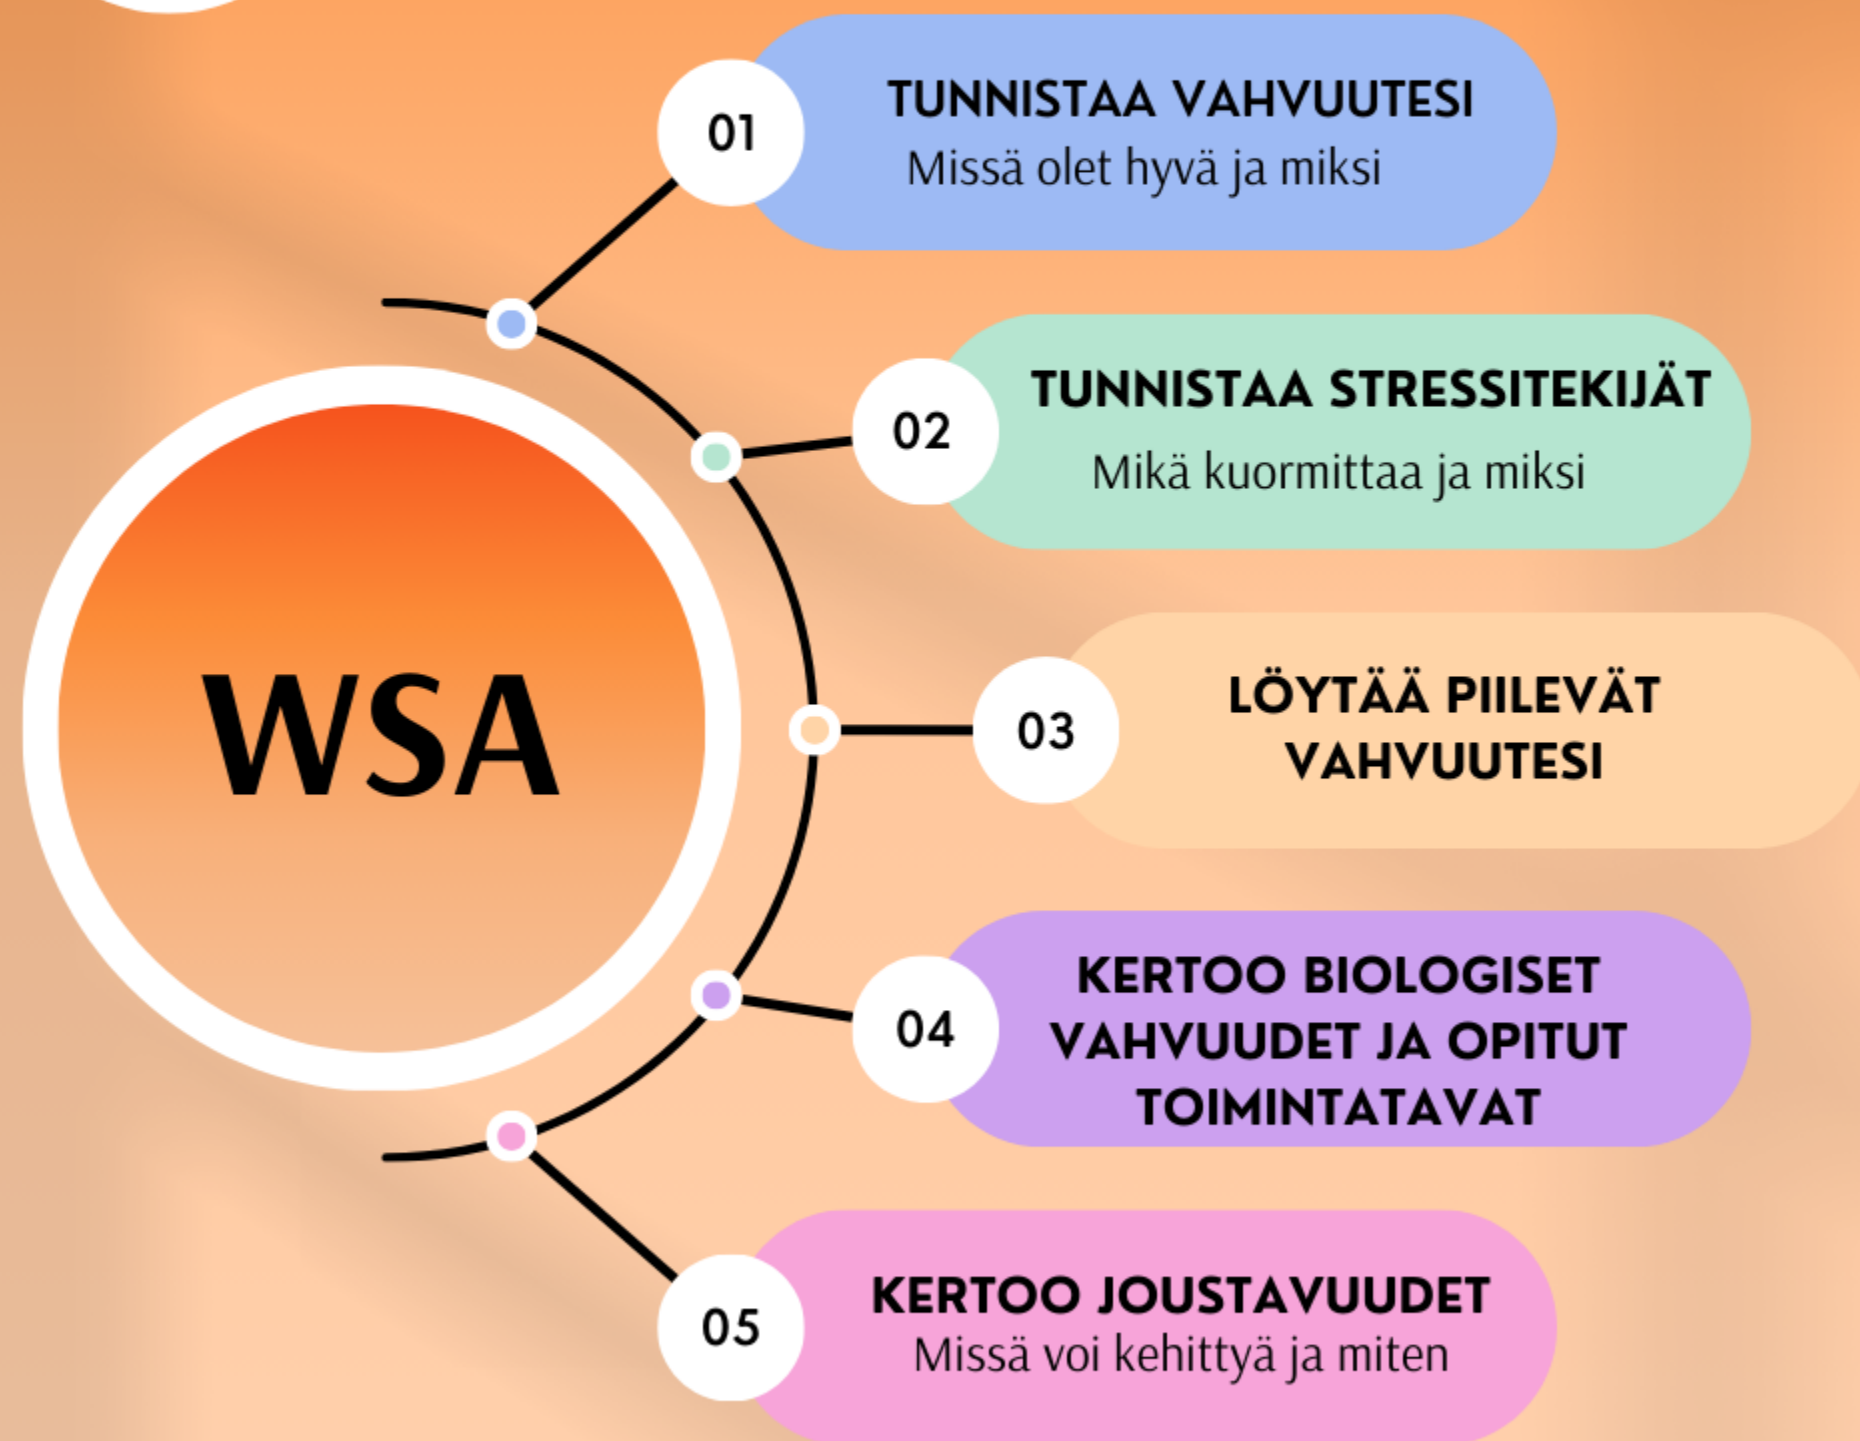 WSA
01
TUNNISTAA VAHVUUTESI
Missä olet hyvä ja miksi
02
TUNNISTAA STRESSITEKIJÄT
Mikä kuormittaa ja miksi
03
LÖYTÄÄ PIILEVÄT
VAHVUUTESI
04
KERTOO BIOLOGISET
VAHVUUDET JA OPITUT
TOIMINTATAVAT
05
KERTOO JOUSTAVUUDET
Missä voi kehittyä ja miten